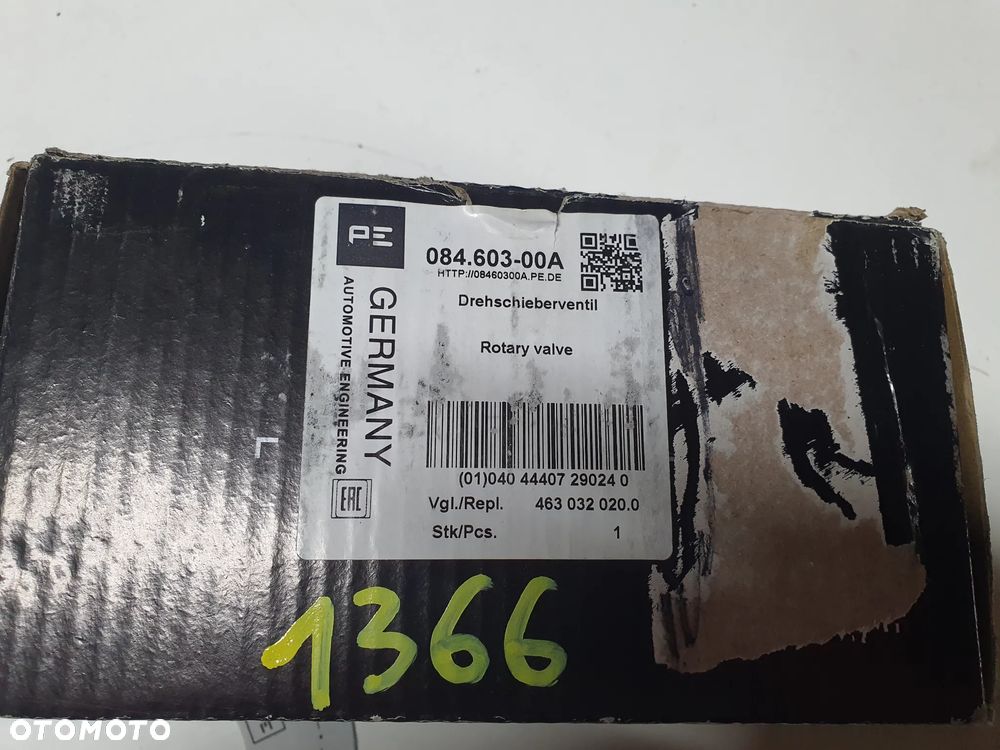 PE
GERMANY
AUTOMOTIVE ENGINEERING
EAC
084.603-00A
HTTP://08460300A.PE.DE
Drehschieberventil
Rotary valve
(01)040 44407 29024 0
Vgl./Repl. 463 032 020.0
Stk/Pcs. 1
1366
OTOMOTO